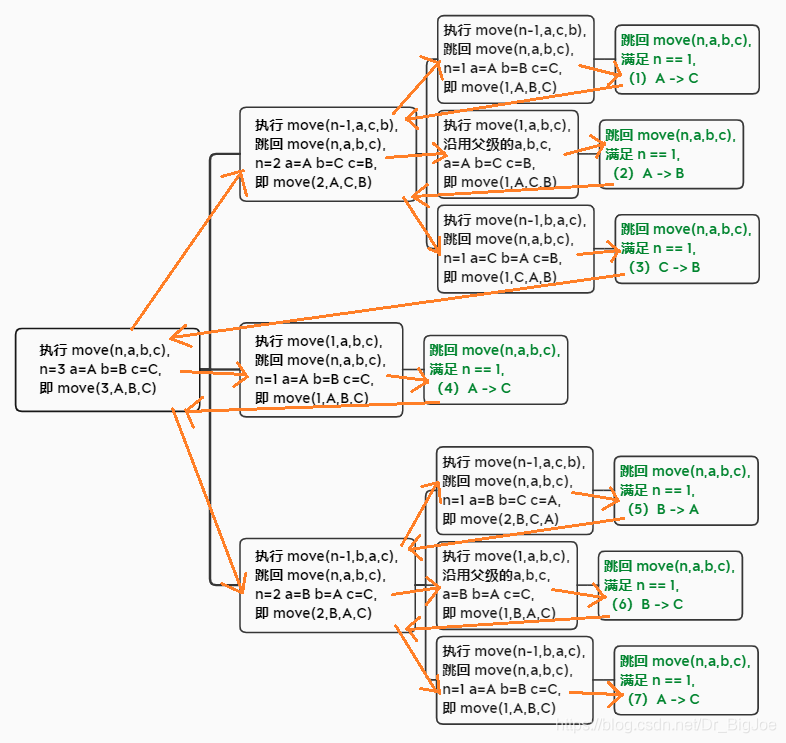 执行 move(n-1,a,c,b),
跳回 move(n,a,b,c),
n=1 a=A b=B c=C,
即 move(1,A,B,C)
跳回 move(n,a,b,c),
满足 n == 1,
（1）A -> C
执行 move(n-1,a,c,b),
跳回 move(n,a,b,c),
n=2 a=A b=C c=B,
即 move(2,A,C,B)
执行 move(1,a,b,c),
沿用父级的a,b,c,
a=A b=C c=B,
即 move(1,A,C,B)
跳回 move(n,a,b,c),
满足 n == 1,
（2）A -> B
执行 move(n-1,b,a,c),
跳回 move(n,a,b,c),
n=1 a=C b=A c=B,
即 move(1,C,A,B)
跳回 move(n,a,b,c),
满足 n == 1,
（3）C -> B
执行 move(n,a,b,c),
n=3 a=A b=B c=C,
即 move(3,A,B,C)
执行 move(1,a,b,c),
跳回 move(n,a,b,c),
n=1 a=A b=B c=C,
即 move(1,A,B,C)
跳回 move(n,a,b,c),
满足 n == 1,
（4）A -> C
执行 move(n-1,a,c,b),
跳回 move(n,a,b,c),
n=1 a=B b=C c=A,
即 move(2,B,C,A)
跳回 move(n,a,b,c),
满足 n == 1,
（5）B -> A
执行 move(n-1,b,a,c),
跳回 move(n,a,b,c),
n=2 a=B b=A c=C,
即 move(2,B,A,C)
执行 move(1,a,b,c),
沿用父级的a,b,c,
a=B b=A c=C,
即 move(1,B,A,C)
跳回 move(n,a,b,c),
满足 n == 1,
（6）B -> C
执行 move(n-1,b,a,c),
跳回 move(n,a,b,c),
n=1 a=A b=B c=C,
即 move(1,A,B,C)
跳回 move(n,a,b,c),
满足 n == 1,
（7）A -> C
https://blog.csdn.net/Dr_BigJoe